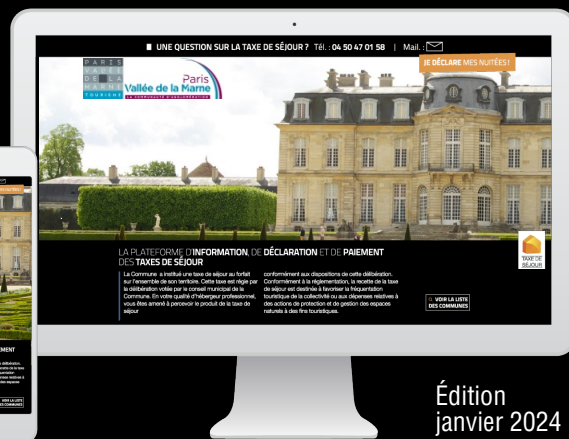 UNE QUESTION SUR LA TAXE DE SÉJOUR ? Tél. : 04 50 47 01 58 | Mail. :
JE DÉCLARE MES NUITÉES !
PARIS
VALLÉE
DE LA
MARNE
TOURISME
Paris
Vallée de la Marne
LA COMMUNAUTÉ D'AGGLOMÉRATION
LA PLATEFORME D'INFORMATION, DE DÉCLARATION ET DE PAIEMENT
DES TAXES DE SÉJOUR
La Commune a institué une taxe de séjour au forfait
sur l'ensemble de son territoire. Cette taxe est régie par
la délibération votée par le conseil municipal de la
Commune. En votre qualité d'hébergeur professionnel,
vous êtes amené à percevoir le produit de la taxe de
séjour
conformément aux dispositions de cette délibération.
Conformément à la réglementation, la recette de la taxe
de séjour est destinée à favoriser la fréquentation
touristique de la collectivité ou aux dépenses relatives à
des actions de protection et de gestion des espaces
naturels à des fins touristiques.
VOIR LA LISTE
DES COMMUNES
TAXE DE
SÉJOUR
Édition
janvier 2024